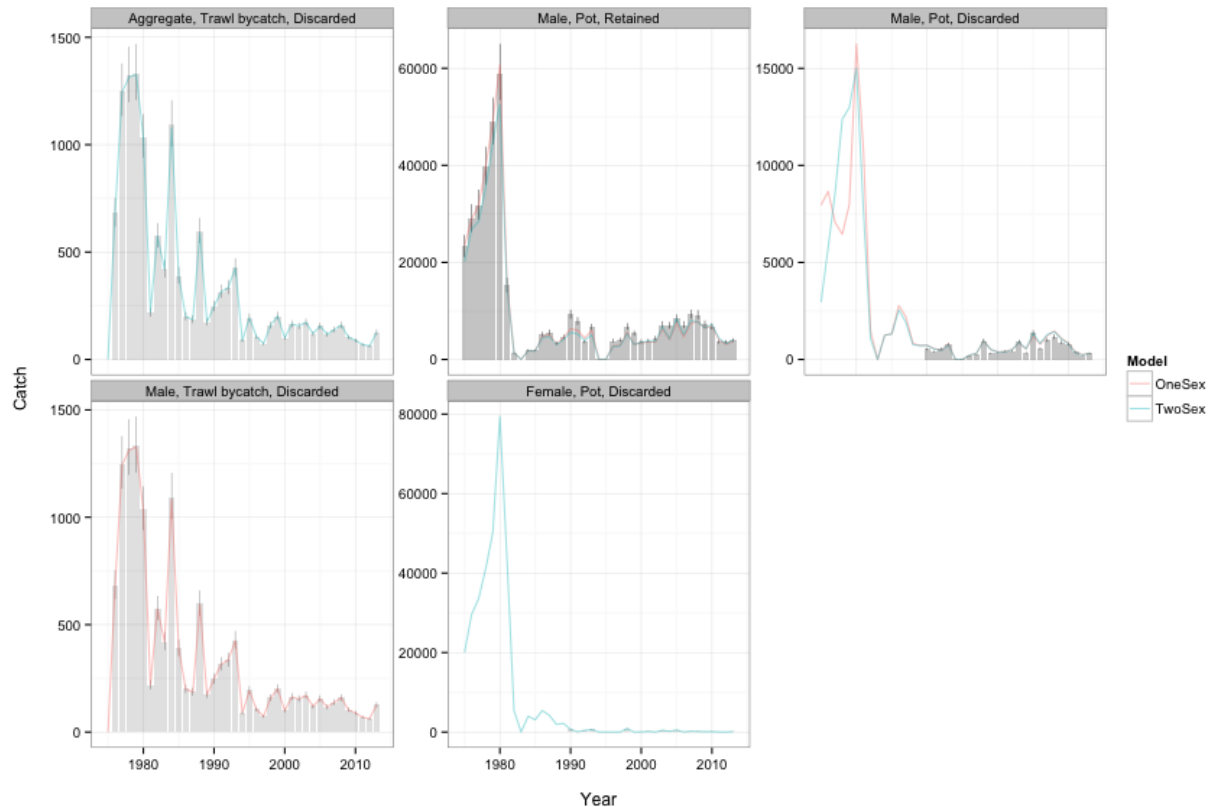 Aggregate, Trawl bycatch, Discarded
Male, Pot, Retained
Male, Pot, Discarded
1500
1000
500
0
60000
40000
20000
0
15000
10000
5000
0
Catch
Model
OneSex
TwoSex
Male, Trawl bycatch, Discarded
Female, Pot, Discarded
1500
1000
500
0
80000
60000
40000
20000
0
1980 1990 2000 2010
1980 1990 2000 2010
Year